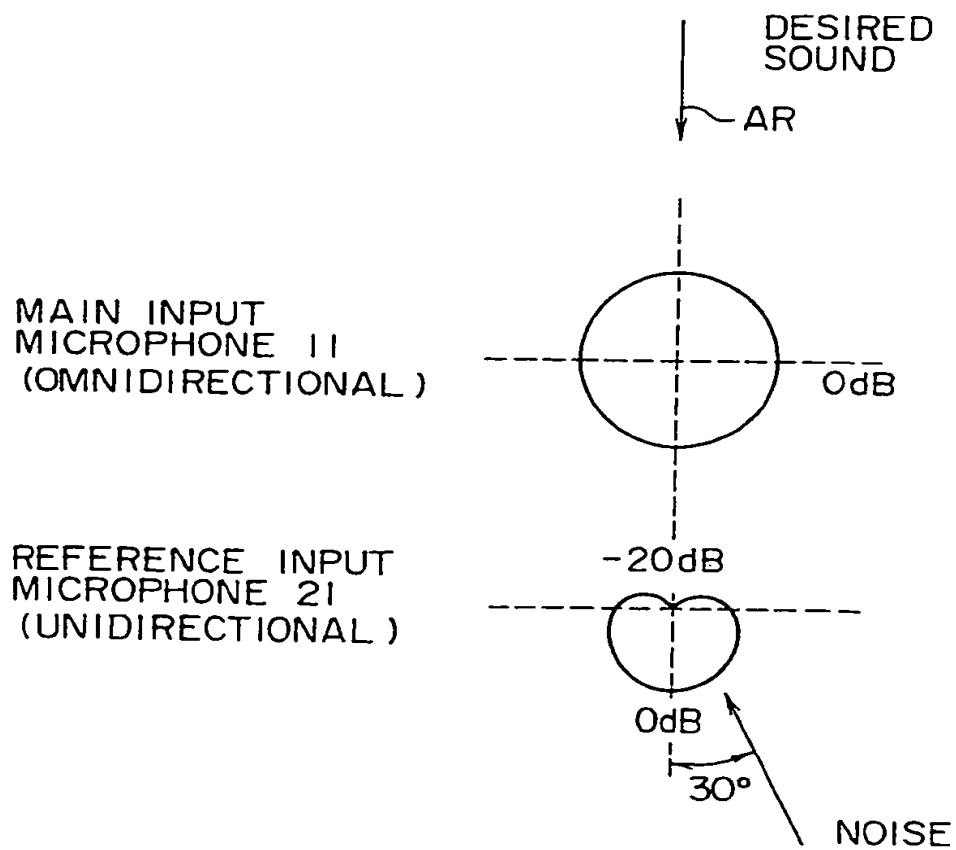 DESIRED
SOUND
AR
MAIN INPUT
MICROPHONE 11
(OMNIDIRECTIONAL)
0dB
REFERENCE INPUT
MICROPHONE 21
(UNIDIRECTIONAL)
-20dB
0dB
30°
NOISE